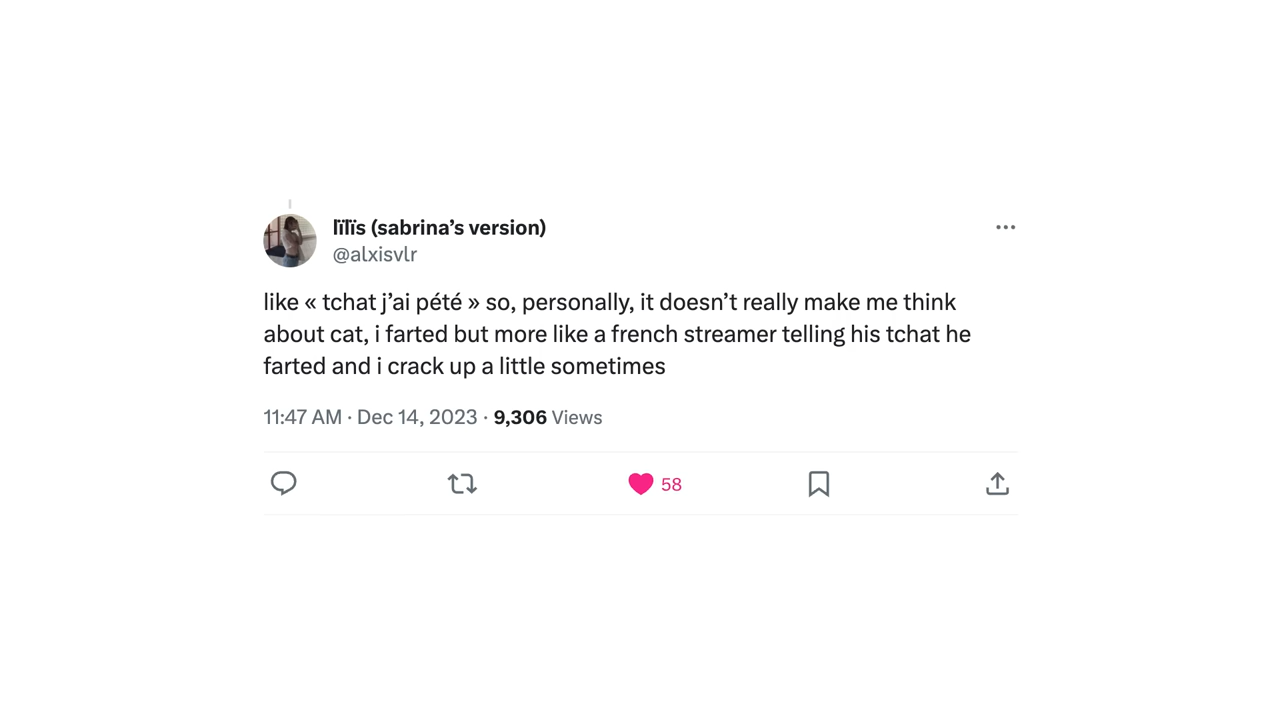 lïlïs (sabrina’s version)
@alxisvlr
like « tchat j’ai pété » so, personally, it doesn’t really make me think
about cat, i farted but more like a french streamer telling his tchat he
farted and i crack up a little sometimes
11:47 AM · Dec 14, 2023 · 9,306 Views
58